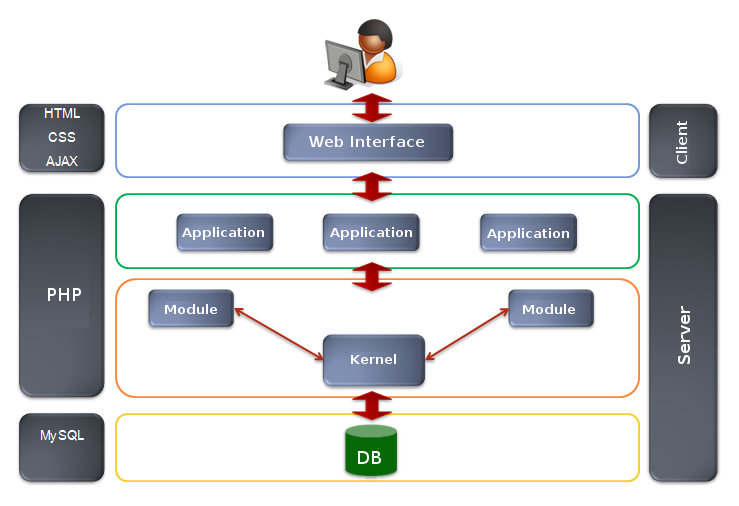 HTML
CSS
AJAX
Web Interface
Client
PHP
Application
Application
Application
Module
Module
Kernel
Server
MySQL
DB